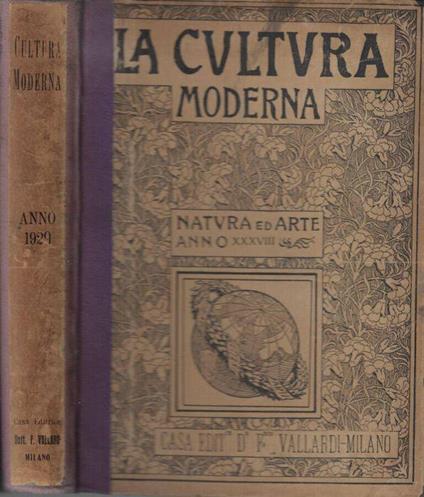 CULTURA
MODERNA
ANNO
1929
Casa Editrice
Dott. F. VALLARDI
MILANO
LA CVLTVRA
MODERNA
NATVRA ED ARTE
ANNO XXXVIII
CASA EDIT. D. F. VALLARDI-MILANO